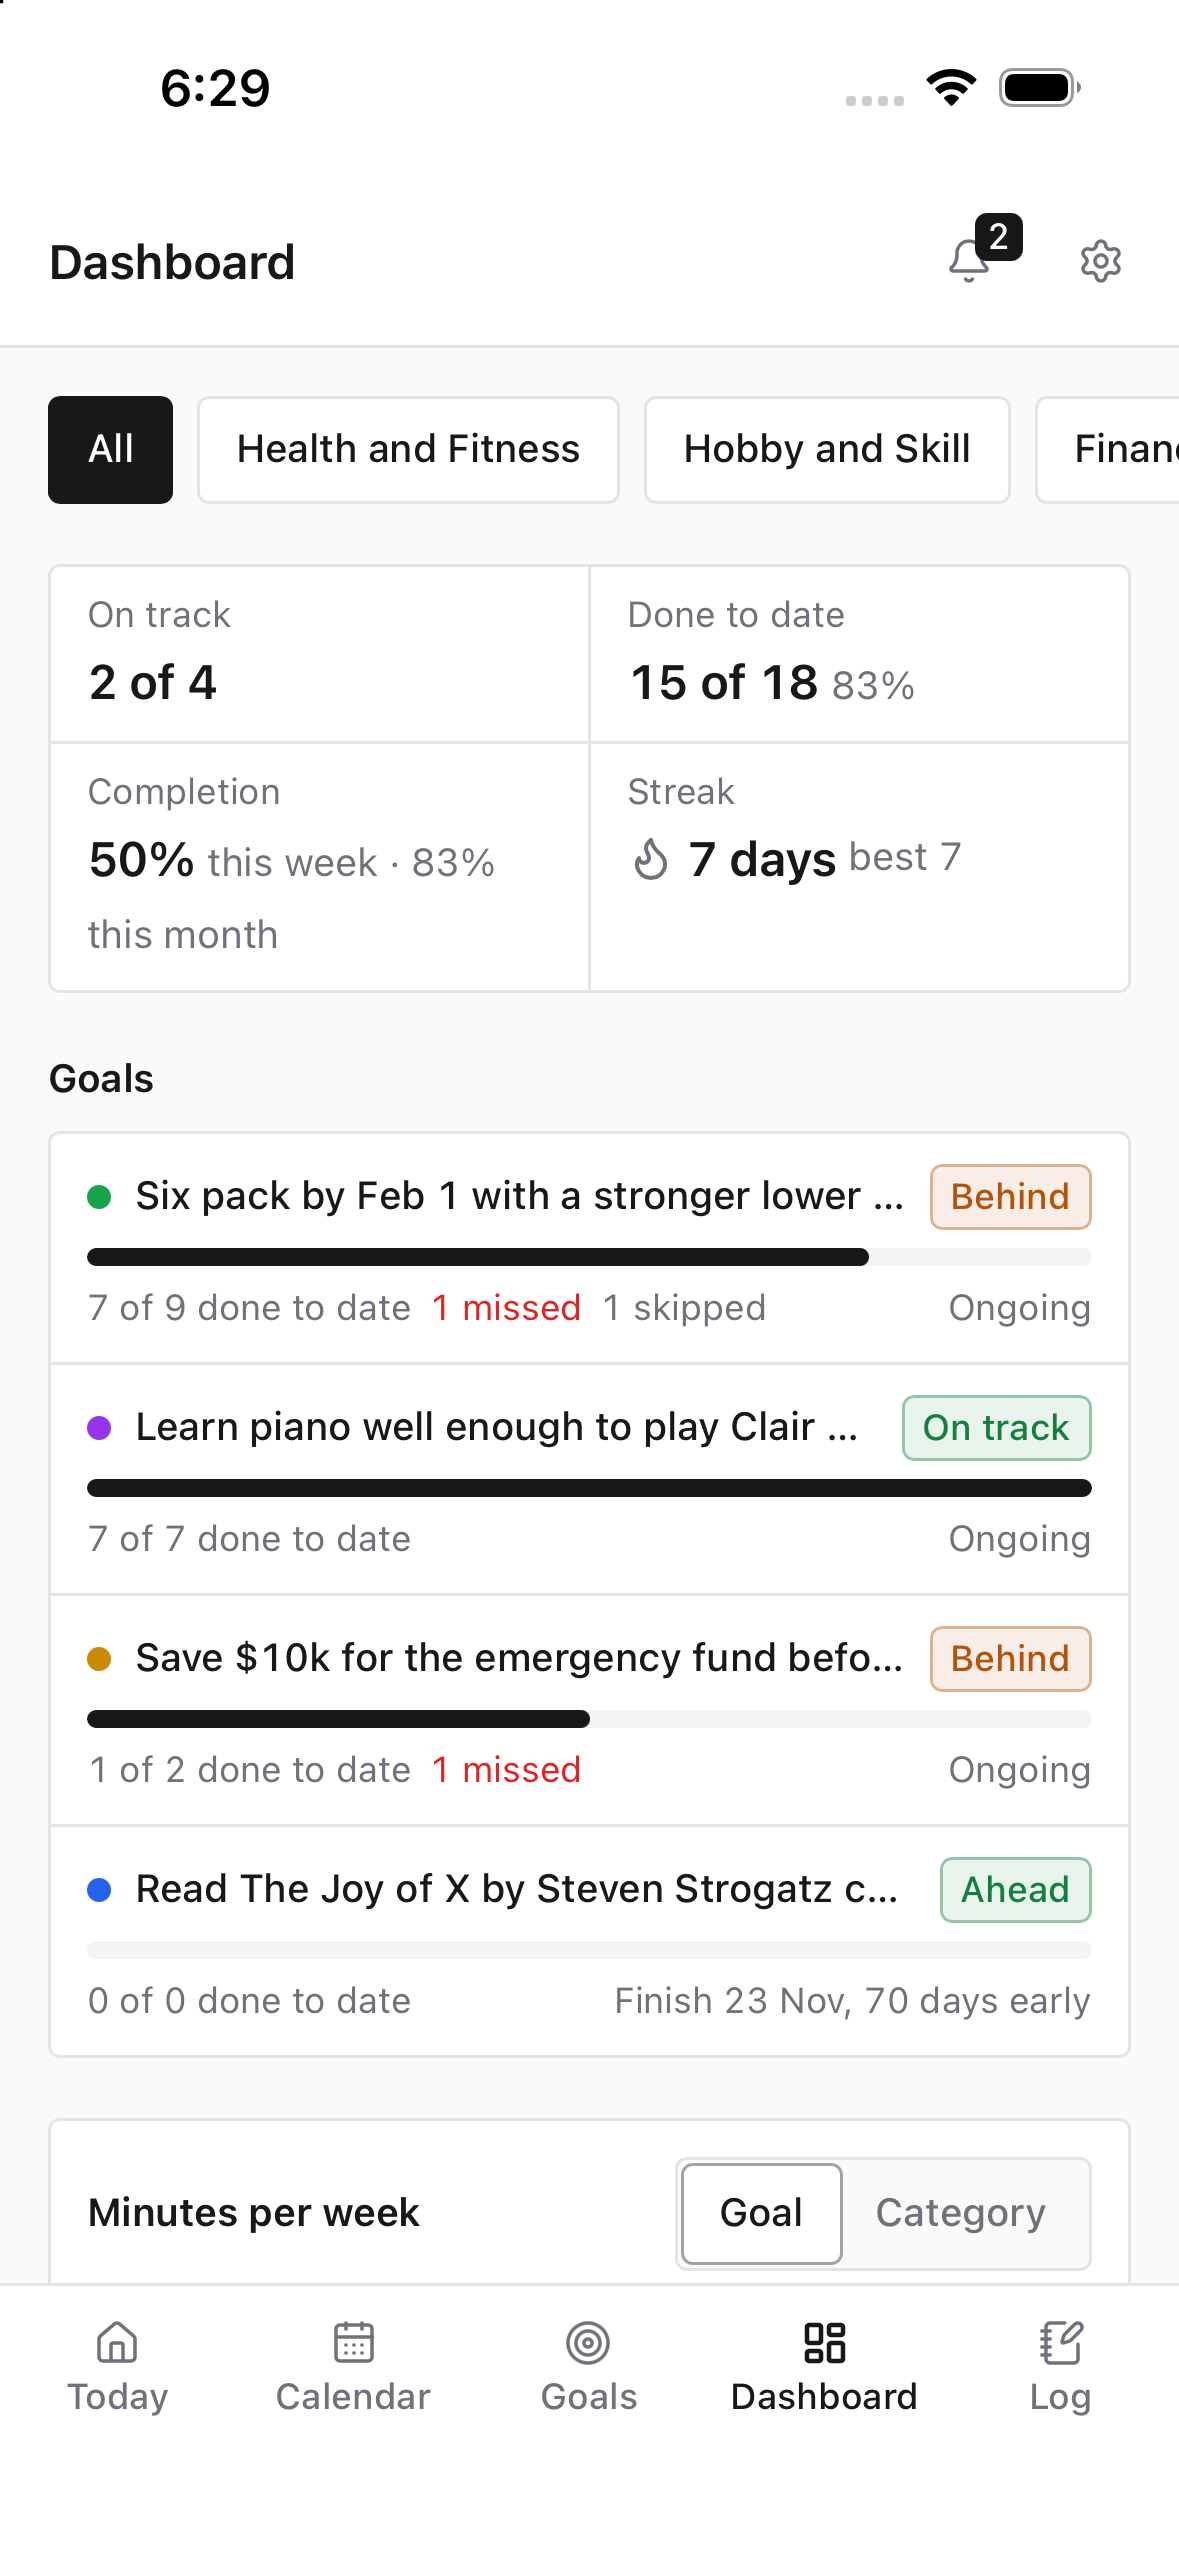 6:29
Dashboard
2
All
Health and Fitness
Hobby and Skill
Financ
On track
2 of 4
Done to date
15 of 18 83%
Completion
50% this week · 83%
this month
Streak
7 days best 7
Goals
Six pack by Feb 1 with a stronger lower ...
Behind
7 of 9 done to date 1 missed 1 skipped
Ongoing
Learn piano well enough to play Clair ...
On track
7 of 7 done to date
Ongoing
Save $10k for the emergency fund befo...
Behind
1 of 2 done to date 1 missed
Ongoing
Read The Joy of X by Steven Strogatz c...
Ahead
0 of 0 done to date
Finish 23 Nov, 70 days early
Minutes per week
Goal
Category
Today
Calendar
Goals
Dashboard
Log